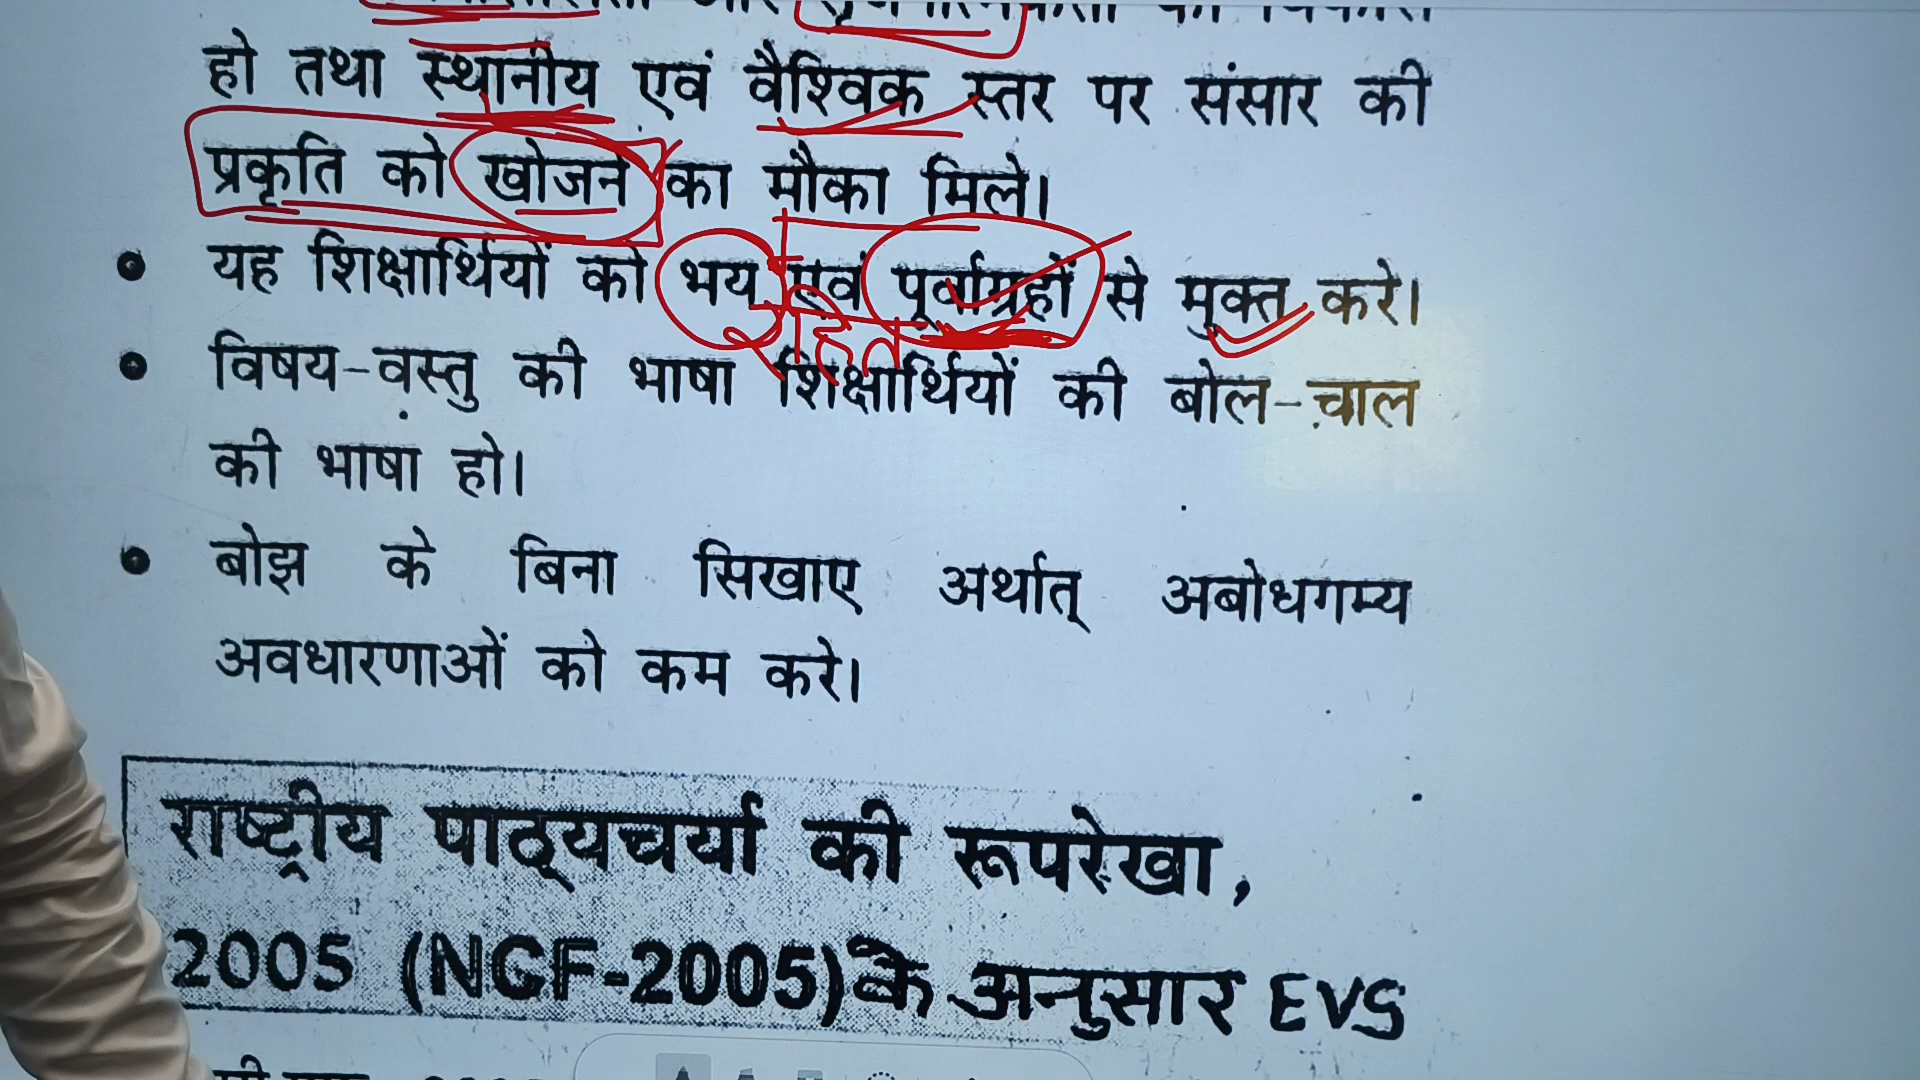 हो तथा स्थानीय एवं वैश्विक स्तर पर संसार की
प्रकृति को खोजने का मौका मिले।
• यह शिक्षार्थियों को भय एवं पूर्वाग्रहों से मुक्त करे।
रहित
• विषय-वस्तु की भाषा शिक्षार्थियों की बोल-चाल
की भाषा हो।
• बोझ के बिना सिखाए अर्थात् अबोधगम्य
अवधारणाओं को कम करे।
राष्ट्रीय पाठ्यचर्या की रूपरेखा,
2005 (NCF-2005) के अनुसार EVS